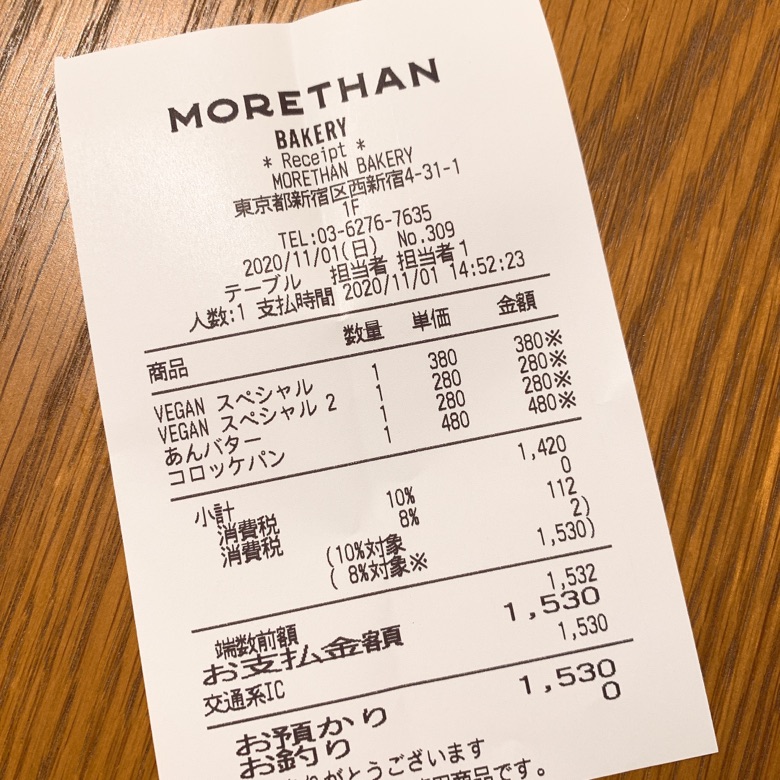 MORETHAN
BAKERY
* Receipt *
MORETHAN BAKERY
東京都新宿区西新宿4-31-1
1F
TEL:03-6276-7635
2020/11/01(日) No.309
テーブル 担当者 担当者1
人数:1 支払時間 2020/11/01 14:52:23
商品 数量 単価 金額
VEGAN スペシャル 1 380 380※
VEGAN スペシャル 2 1 280 280※
あんバター 1 280 280※
コロッケパン 1 480 480※
小計 1,420
消費税 10% 0
消費税 8% 112
(10%対象 2)
( 8%対象※ 1,530)
端数前額 1,532
お支払金額 1,530
交通系IC 1,530
お預かり 1,530
お釣り 0
りがとうございます
商品です。